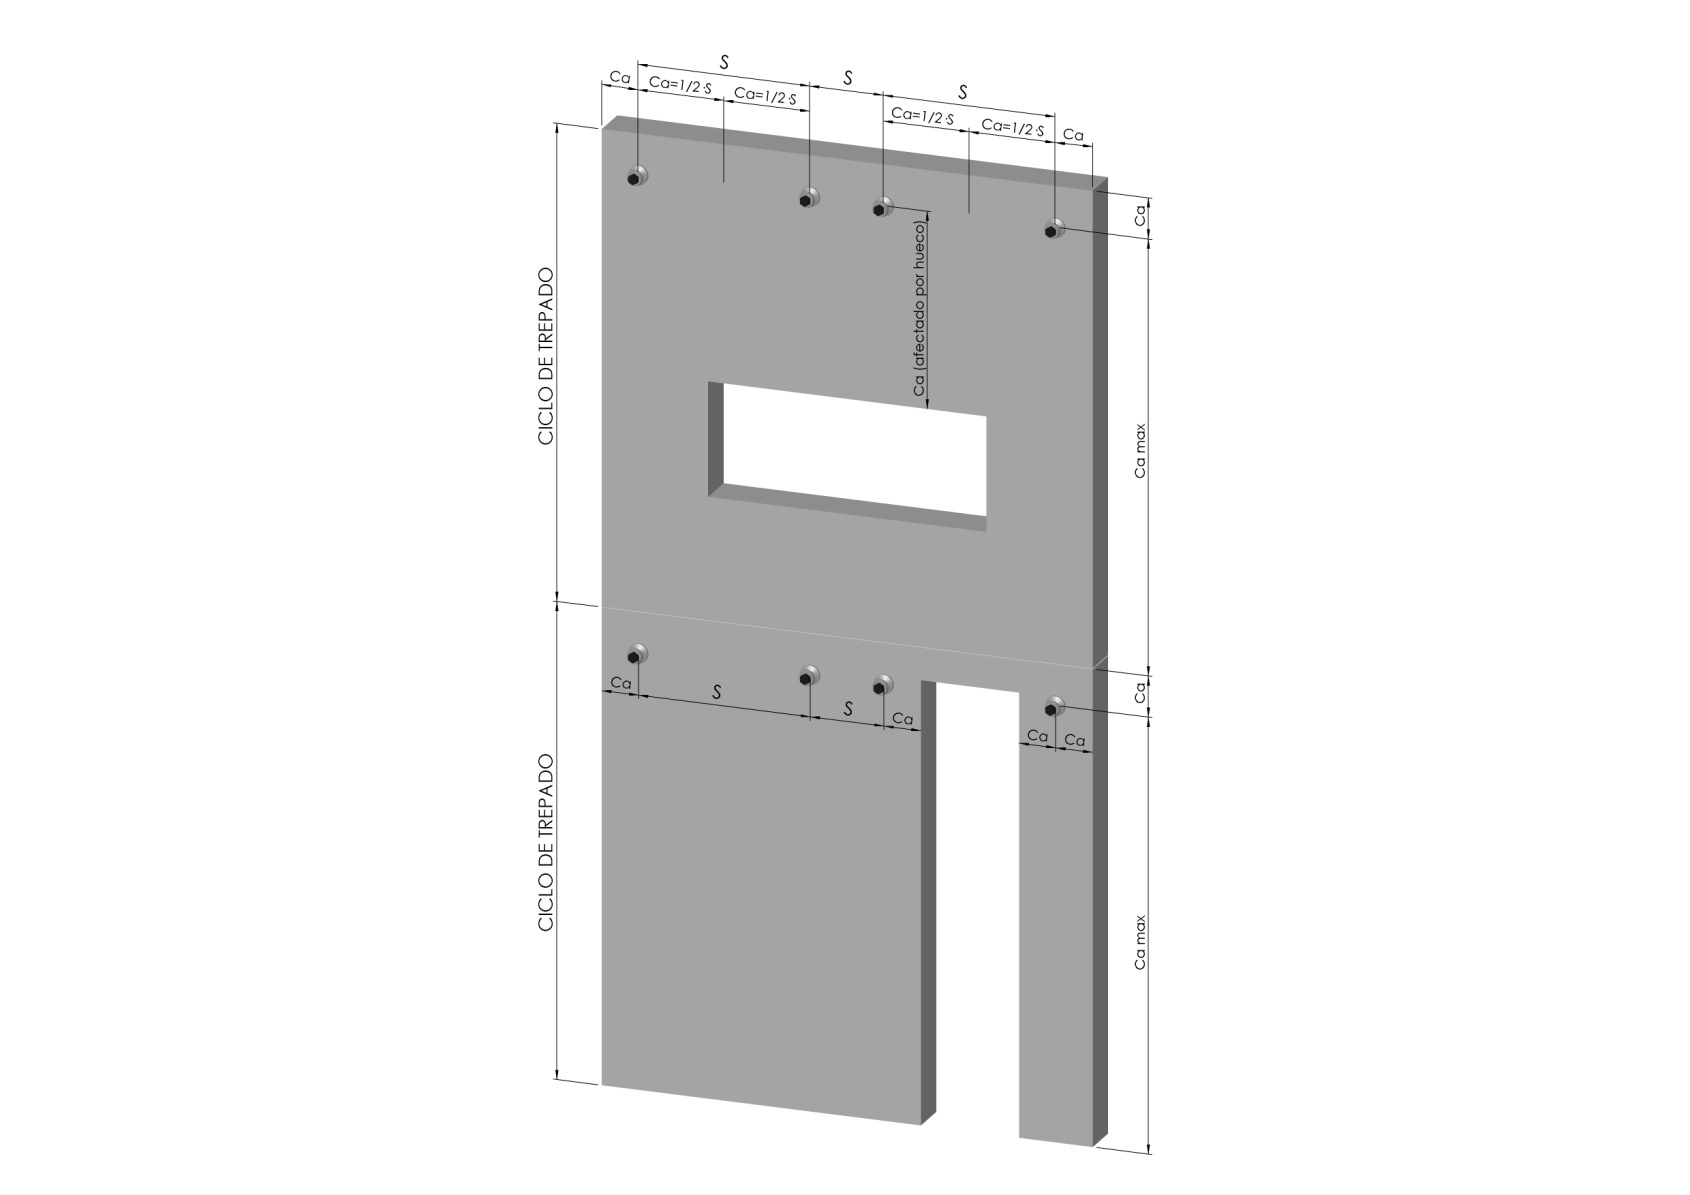 S
S
S
Ca
Ca=1/2·S
Ca=1/2·S
Ca=1/2·S
Ca=1/2·S
Ca
Ca
CICLO DE TREPADO
Ca (afectado por hueco)
Ca max
Ca
Ca
S
S
Ca
Ca
Ca
CICLO DE TREPADO
Ca max